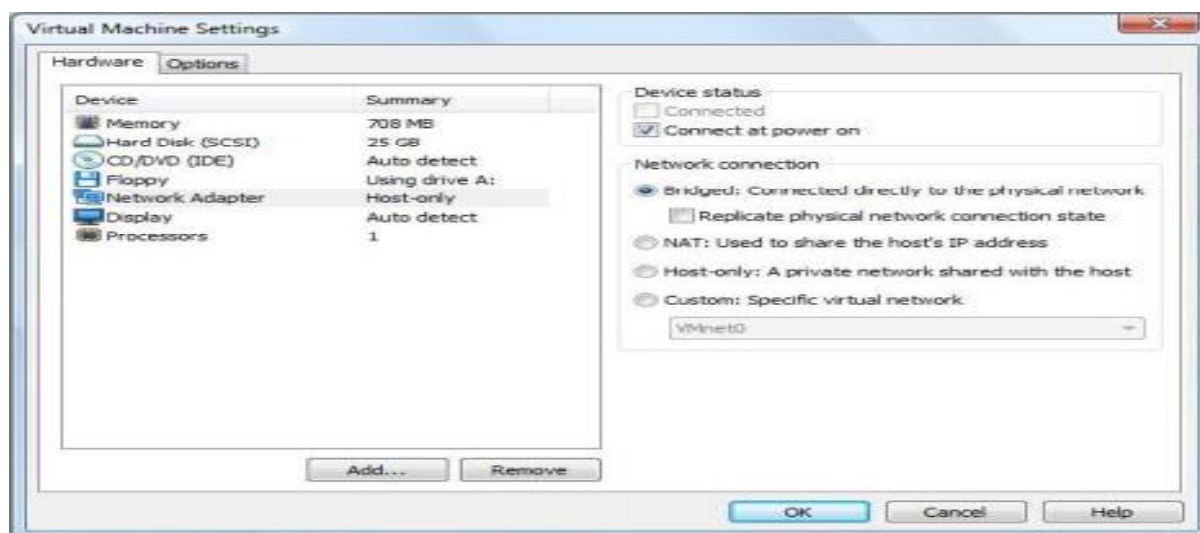 Virtual Machine Settings
Hardware Options
Device Summary
Memory 708 MB
Hard Disk (SCSI) 25 GB
CD/DVD (IDE) Auto detect
Floppy Using drive A:
Network Adapter Host-only
Display Auto detect
Processors 1
Add... Remove
Device status
Connected
Connect at power on
Network connection
Bridged: Connected directly to the physical network
Replicate physical network connection state
NAT: Used to share the host's IP address
Host-only: A private network shared with the host
Custom: Specific virtual network
VMnet0
OK Cancel Help